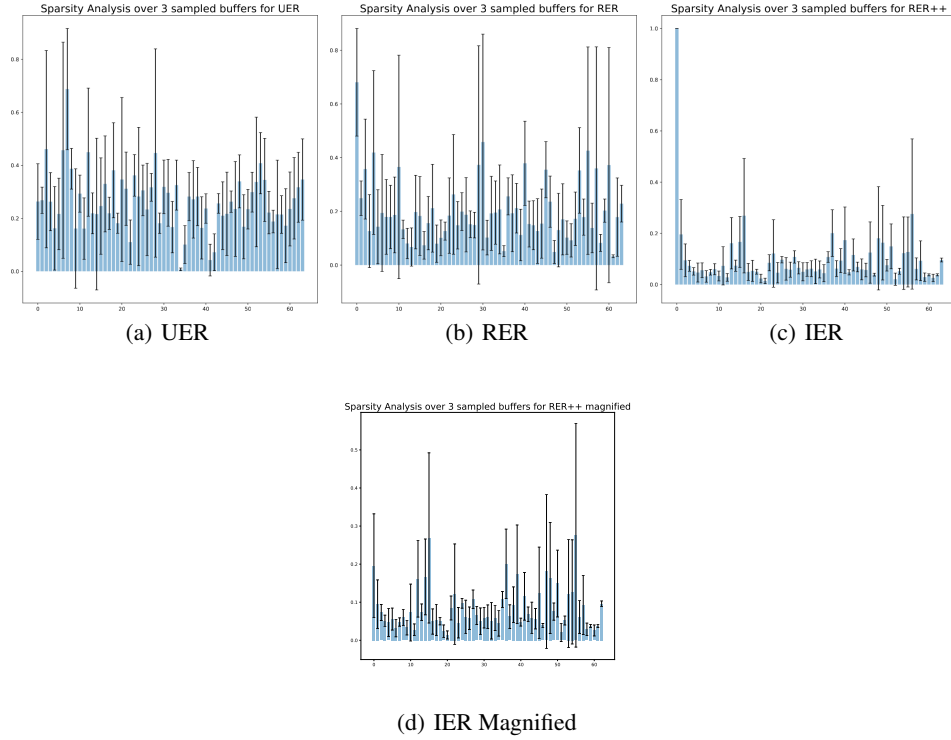 Sparsity Analysis over 3 sampled buffers for UER
0.8
0.6
0.4
0.2
0.0
0 10 20 30 40 50 60
(a) UER
Sparsity Analysis over 3 sampled buffers for RER
0.8
0.6
0.4
0.2
0.0
0 10 20 30 40 50 60
(b) RER
Sparsity Analysis over 3 sampled buffers for RER++
1.0
0.8
0.6
0.4
0.2
0.0
0 10 20 30 40 50 60
(c) IER
Sparsity Analysis over 3 sampled buffers for RER++ magnified
0.5
0.4
0.3
0.2
0.1
0.0
0 10 20 30 40 50 60
(d) IER Magnified